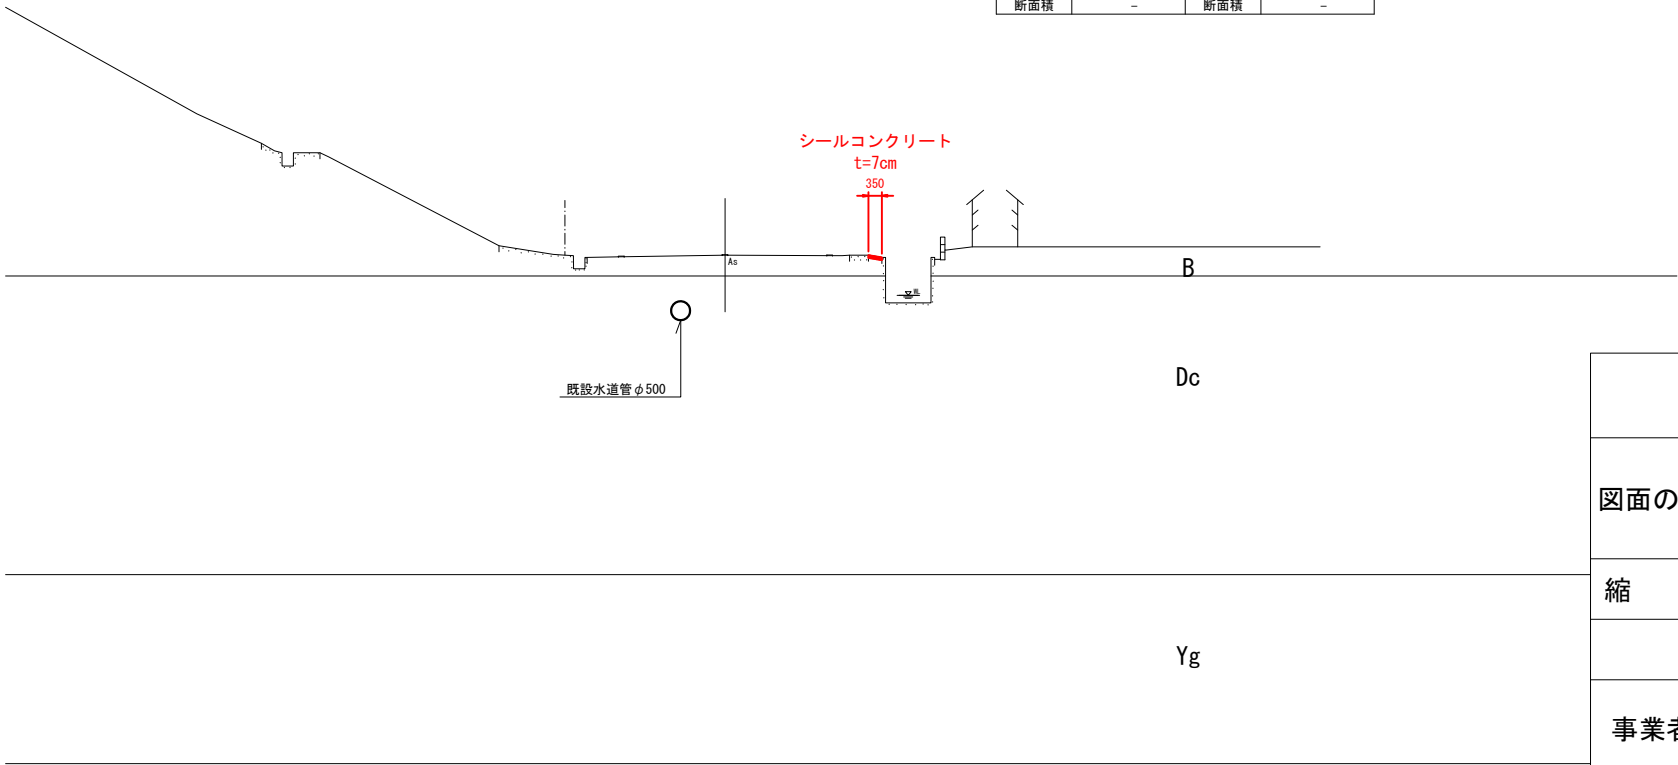 断面積 - 断面積 -
シールコンクリート
t=7cm
350
As
B
WL
既設水道管φ500
Dc
図面の
縮
Yg
事業者